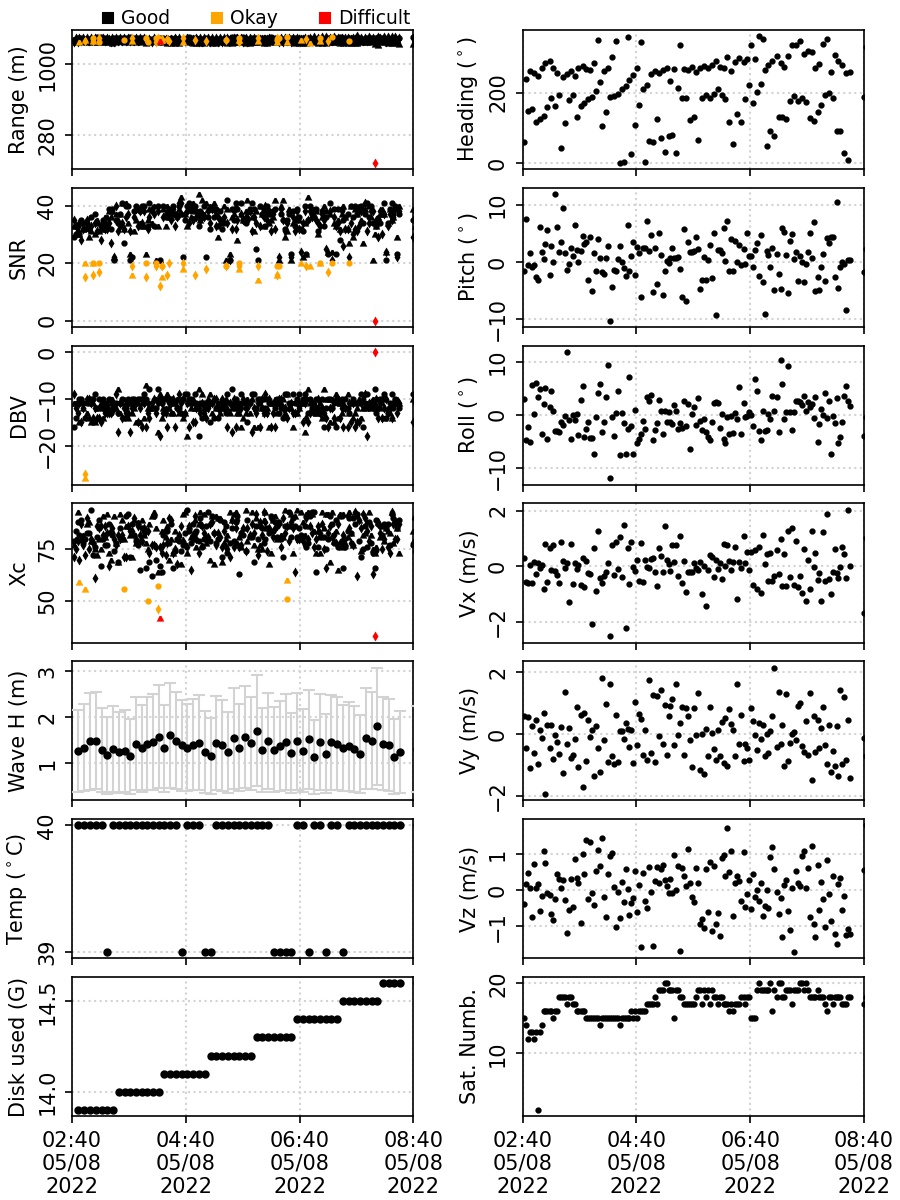 Good Okay Difficult
Range (m)
1000
280
Heading (°)
200
0
SNR
40
20
0
Pitch (°)
10
0
−10
DBV
0
−10
−20
Roll (°)
10
0
−10
Xc
75
50
Vx (m/s)
2
0
−2
Wave H (m)
3
2
1
Vy (m/s)
2
0
−2
Temp (°C)
40
39
Vz (m/s)
1
0
−1
Disk used (G)
14.5
14.0
Sat. Numb.
20
10
02:40 04:40 06:40 08:40 02:40 04:40 06:40 08:40
05/08 05/08 05/08 05/08 05/08 05/08 05/08 05/08
2022 2022 2022 2022 2022 2022 2022 2022